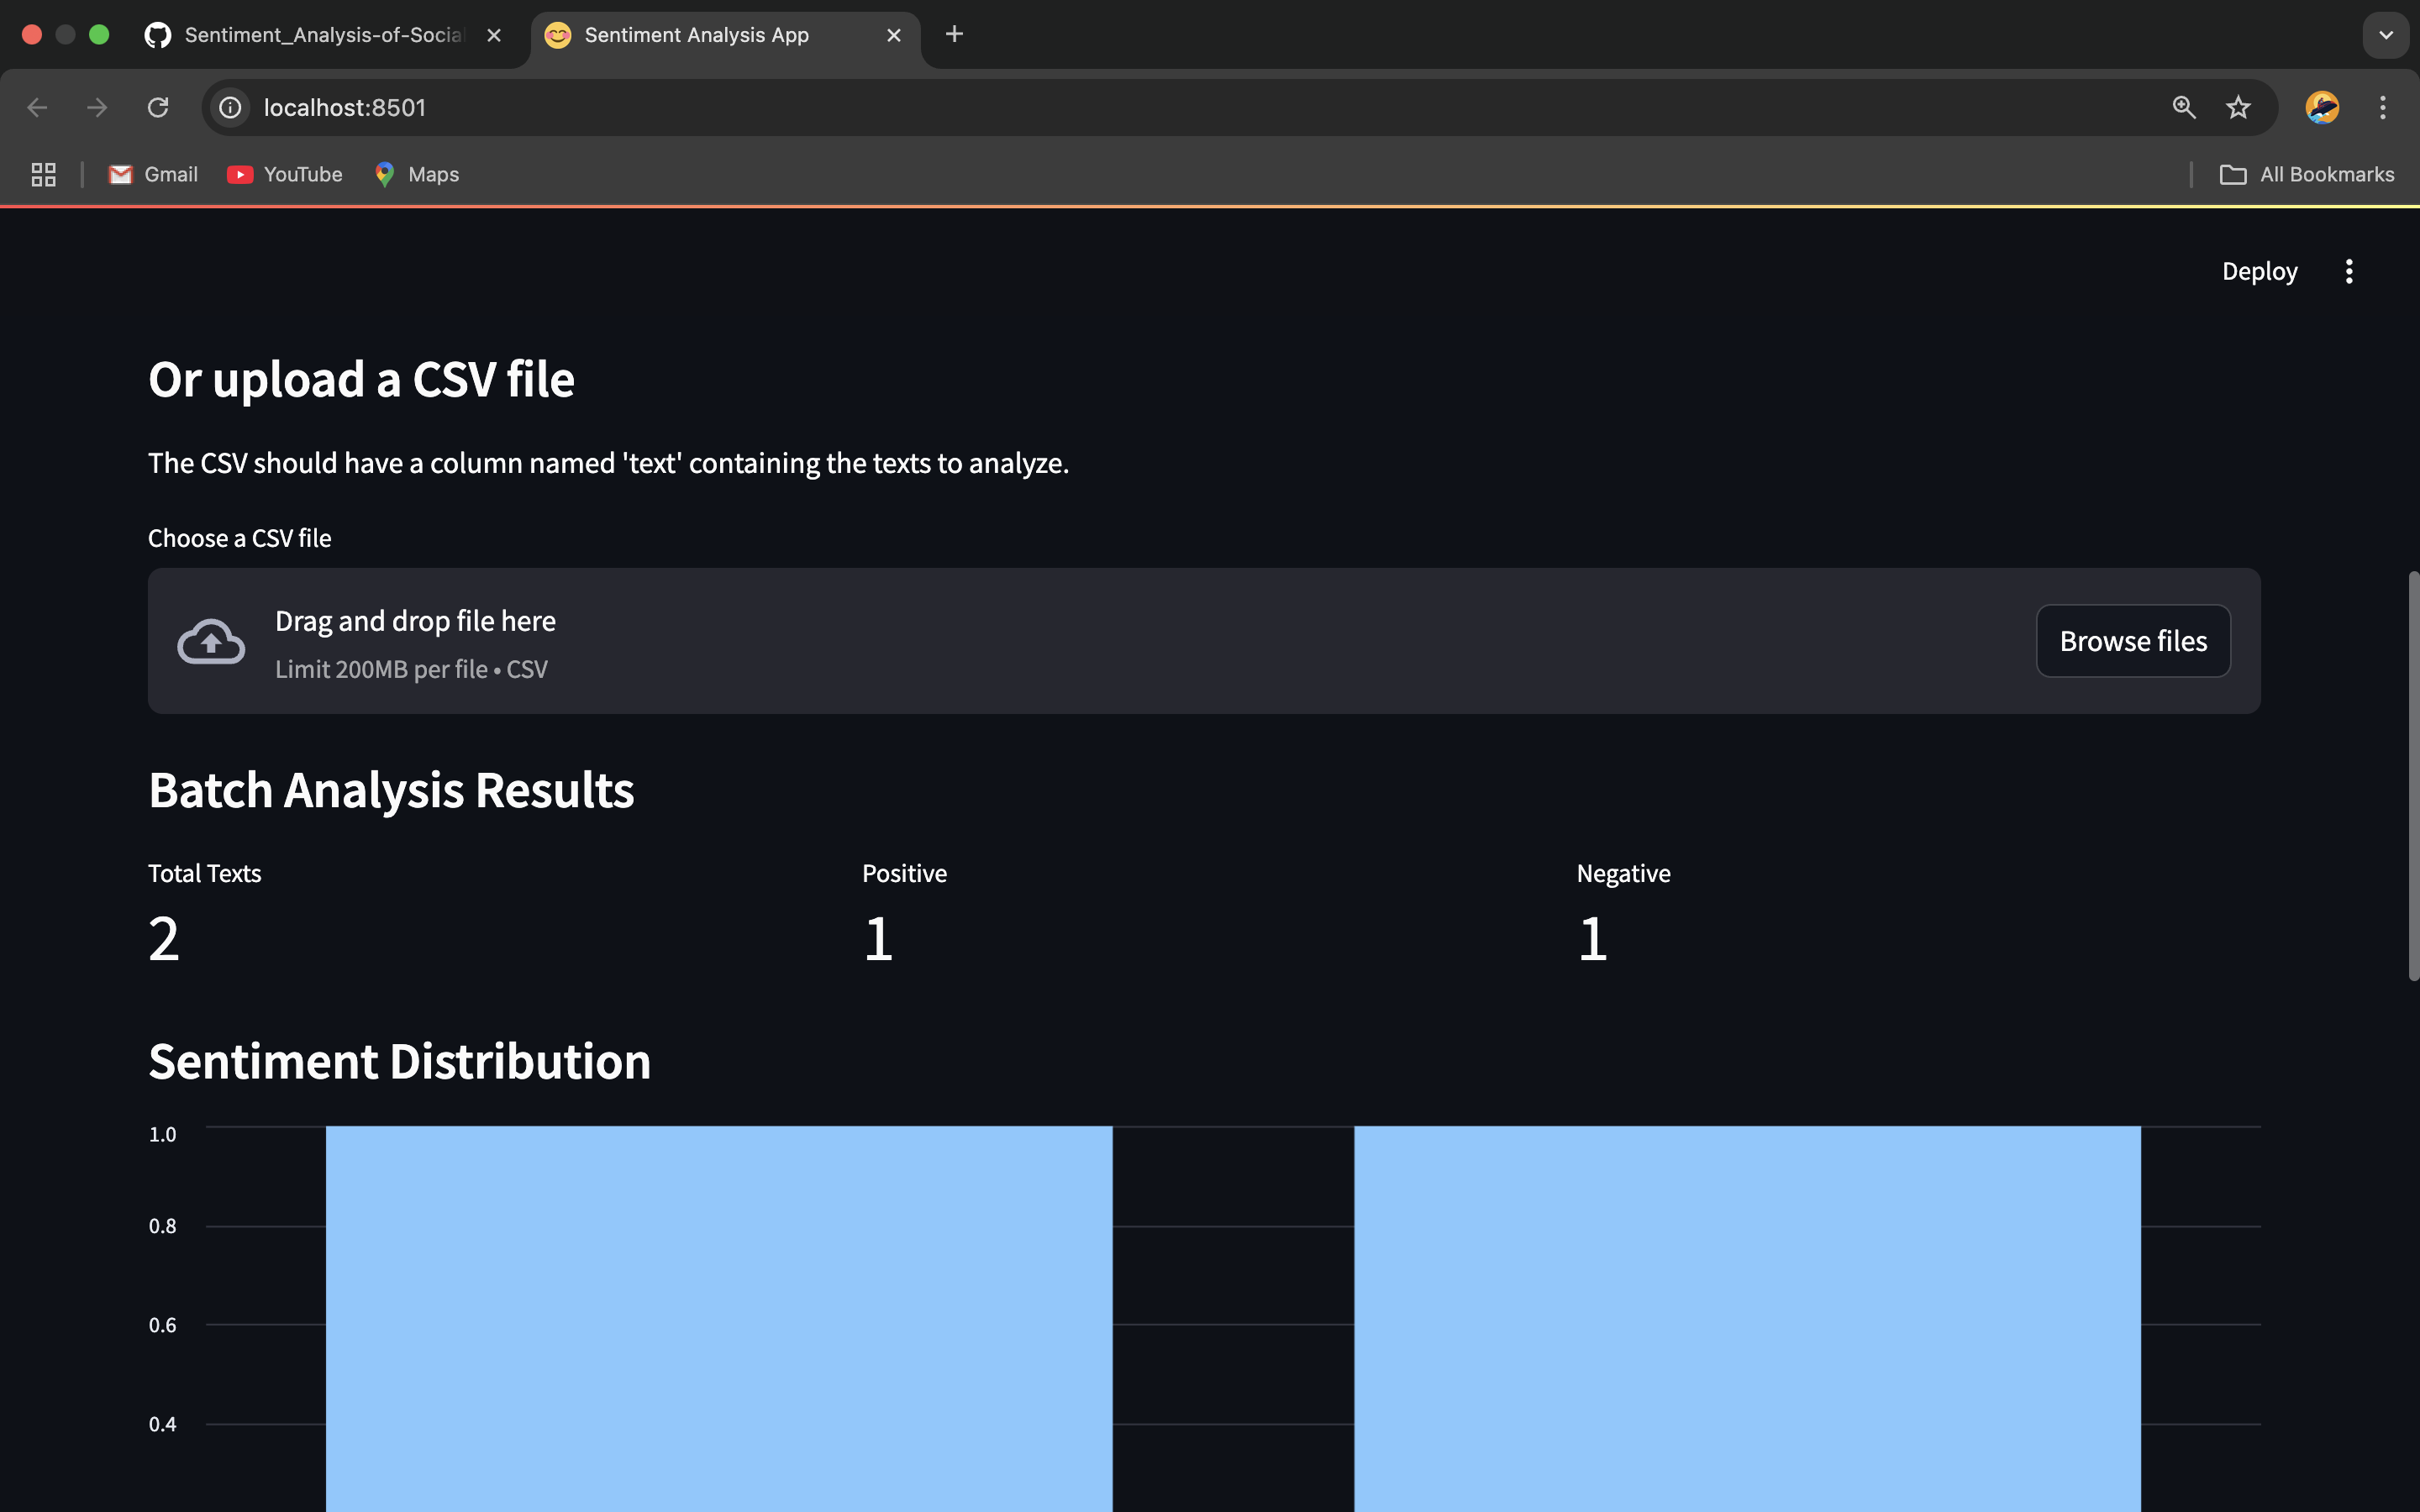 Sentiment_Analysis-of-Social
Sentiment Analysis App
localhost:8501
Gmail
YouTube
Maps
All Bookmarks
Deploy
Or upload a CSV file
The CSV should have a column named 'text' containing the texts to analyze.
Choose a CSV file
Drag and drop file here
Limit 200MB per file • CSV
Browse files
Batch Analysis Results
Total Texts
Positive
Negative
2
1
1
Sentiment Distribution
1.0
0.8
0.6
0.4